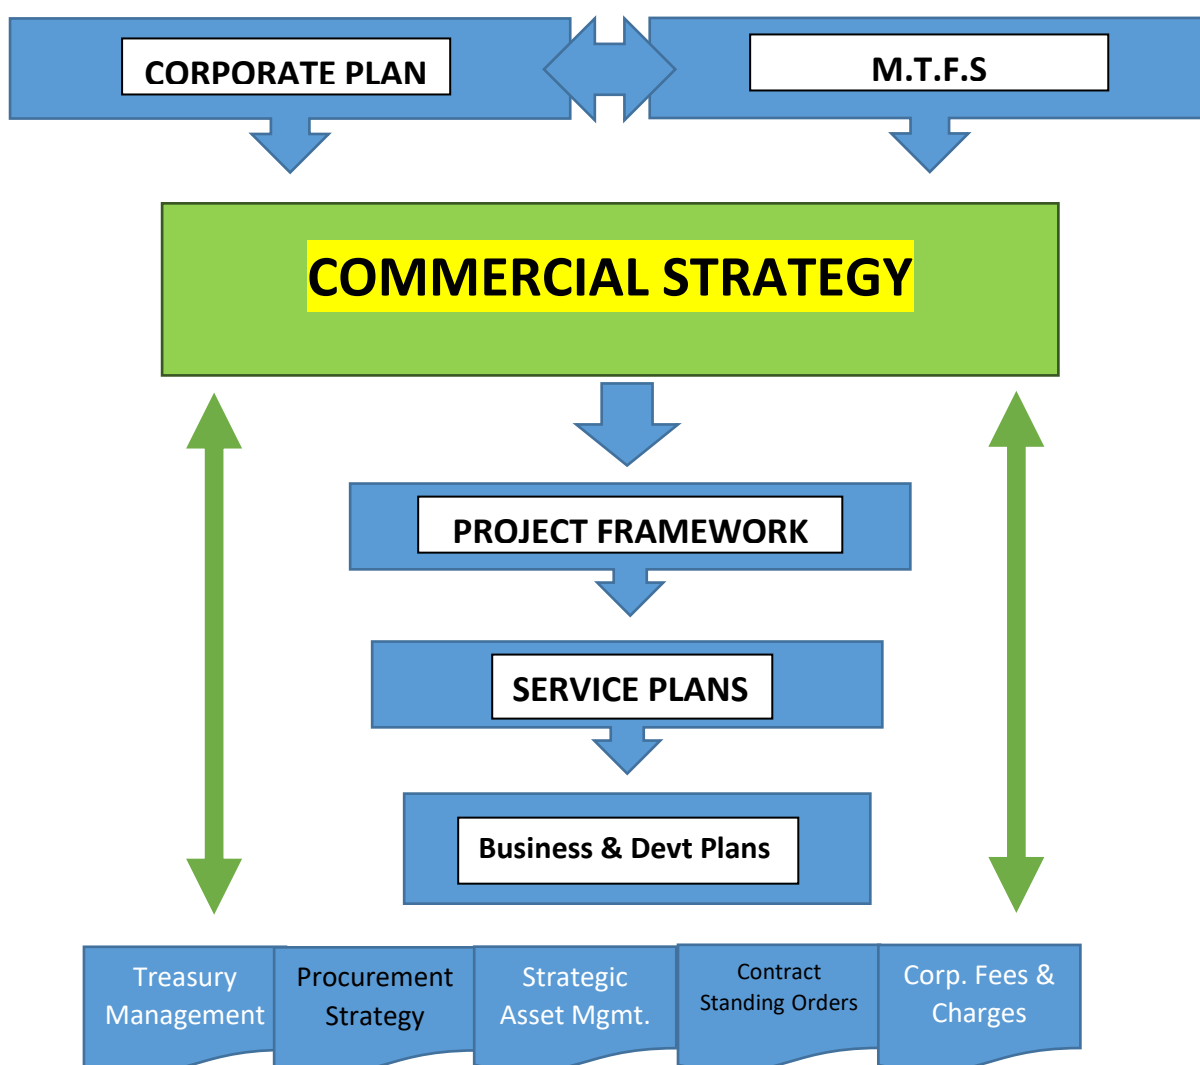 CORPORATE PLAN
M.T.F.S
COMMERCIAL STRATEGY
PROJECT FRAMEWORK
SERVICE PLANS
Business & Devt Plans
Treasury
Management
Procurement
Strategy
Strategic
Asset Mgmt.
Contract
Standing Orders
Corp. Fees &
Charges